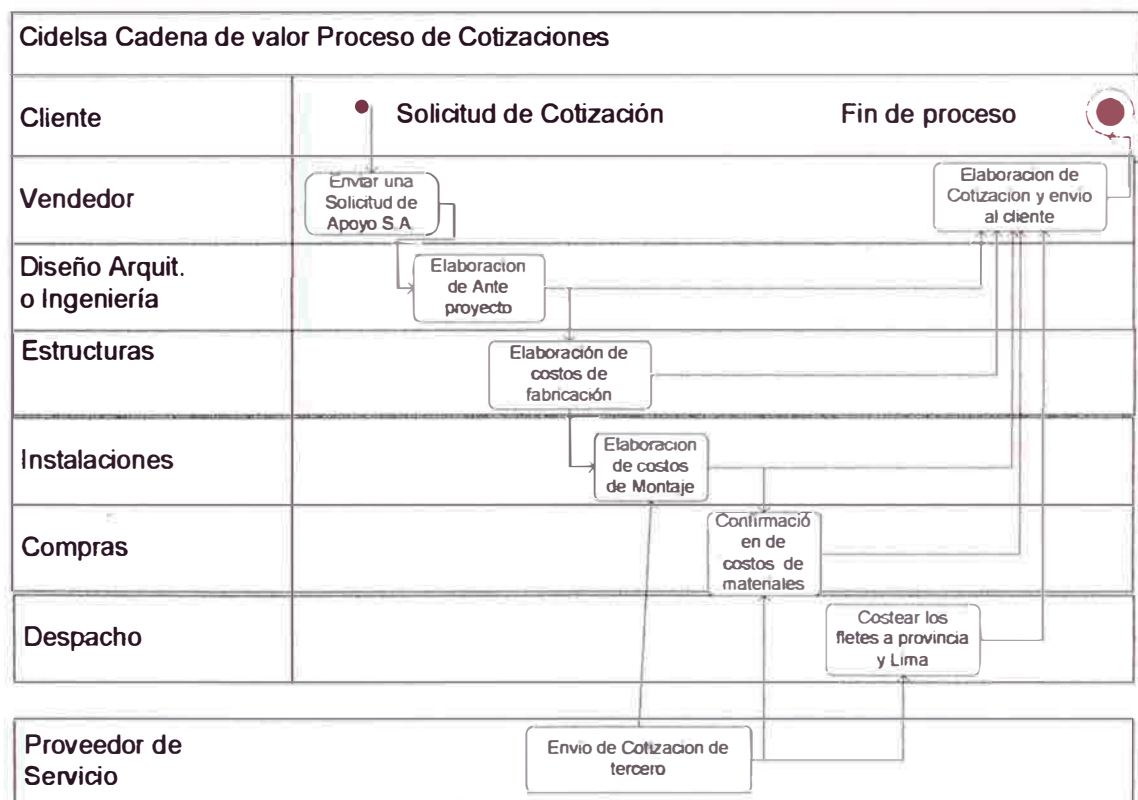 Cidelsa Cadena de valor Proceso de Cotizaciones
Cliente
Solicitud de Cotización
Fin de proceso
Vendedor
Enviar una
Solicitud de
Apoyo S.A
Elaboracion de
Cotizacion y envio
al cliente
Diseño Arquit.
o Ingeniería
Elaboracion
de Ante
proyecto
Estructuras
Elaboración de
costos de
fabricación
Instalaciones
Elaboracion
de costos
de Montaje
Compras
Confirmació
en de
costos de
materiales
Despacho
Costear los
fletes a provincia
y Lima
Proveedor de
Servicio
Envio de Cotizacion de
tercero